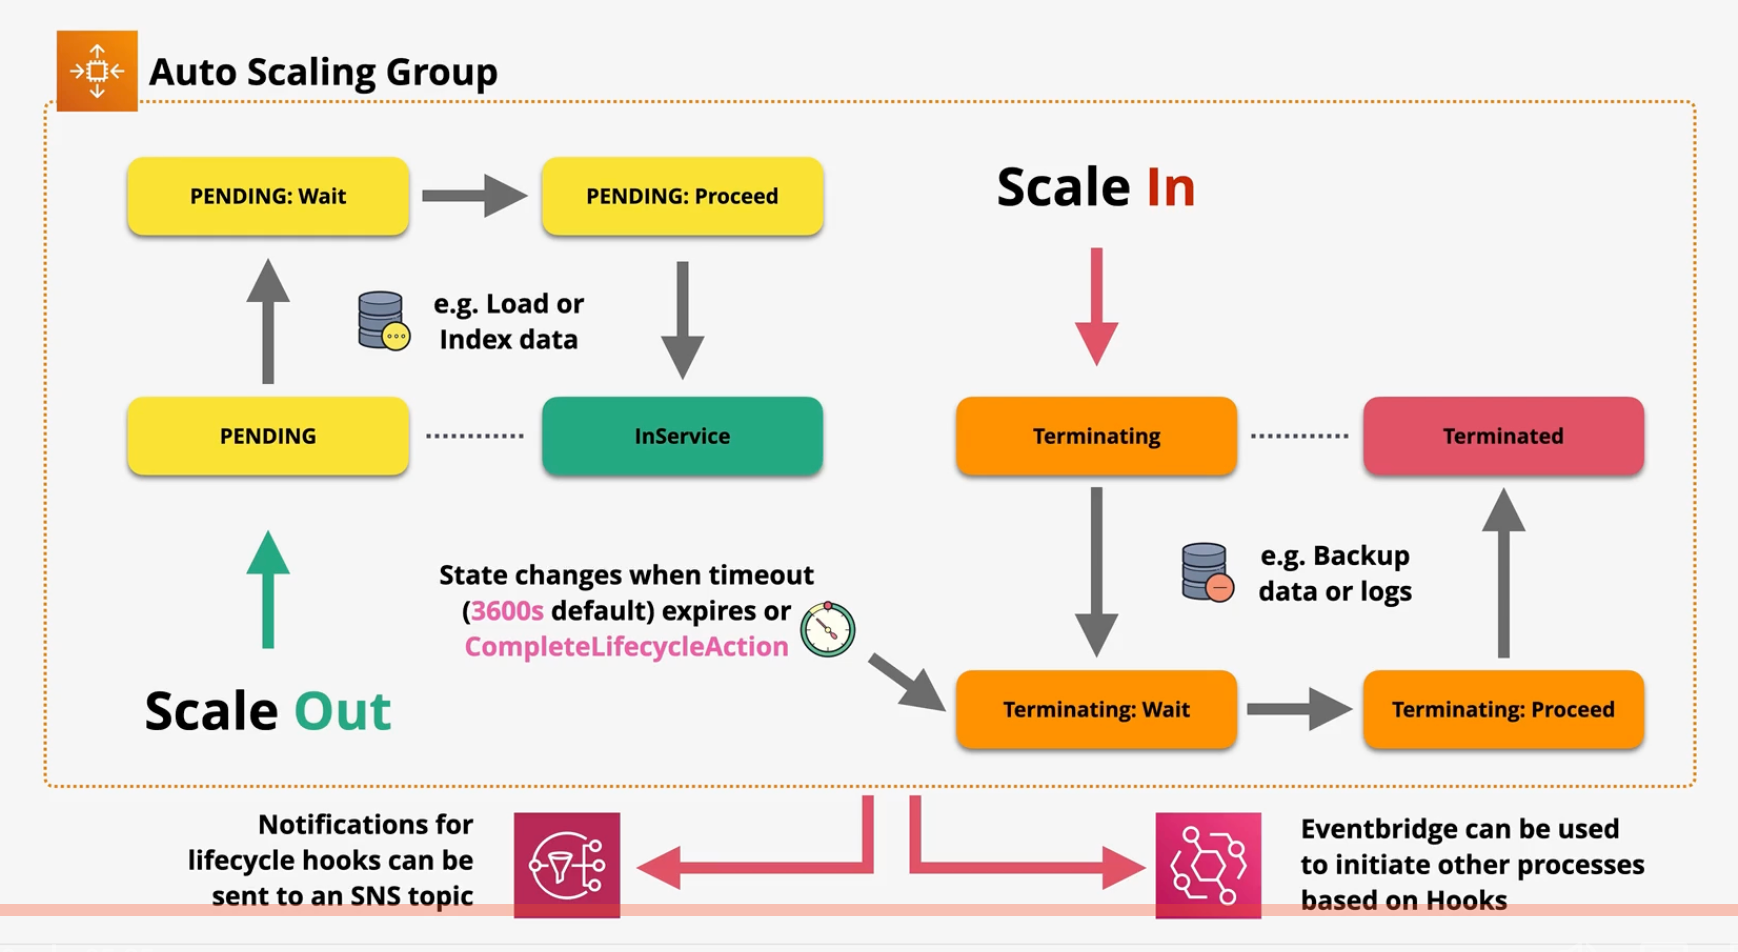 Auto Scaling Group
PENDING: Wait
PENDING: Proceed
Scale In
e.g. Load or
Index data
PENDING
InService
Terminating
Terminated
State changes when timeout
(3600s default) expires or
CompleteLifecycleAction
e.g. Backup
data or logs
Scale Out
Terminating: Wait
Terminating: Proceed
Notifications for
lifecycle hooks can be
sent to an SNS topic
Eventbridge can be used
to initiate other processes
based on Hooks